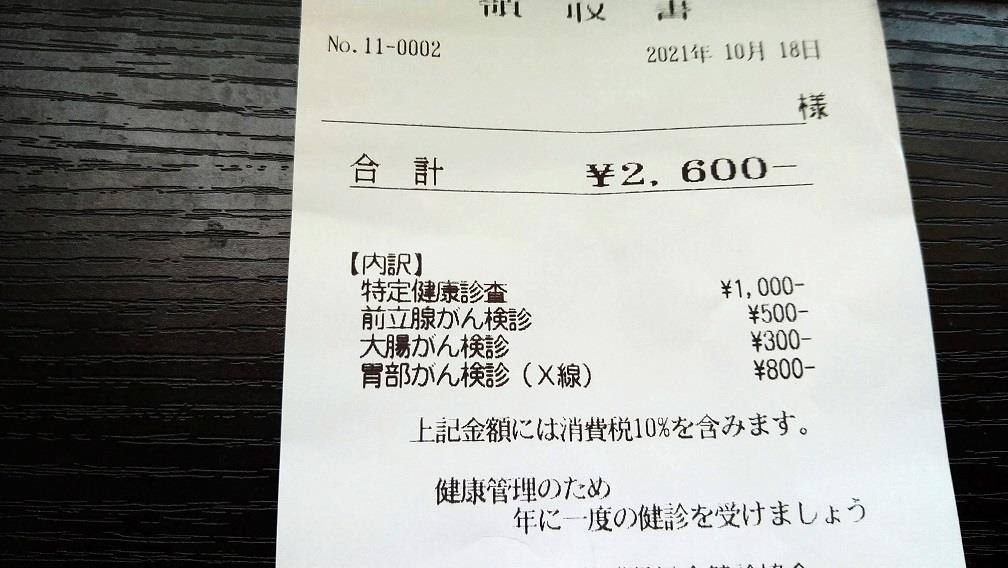 領収書
No.11-0002
2021年 10月 18日
様
合計 ¥2,600-
【内訳】
特定健康診査 ¥1,000-
前立腺がん検診 ¥500-
大腸がん検診 ¥300-
胃部がん検診（X線） ¥800-
上記金額には消費税10%を含みます。
健康管理のため
年に一度の健診を受けましょう